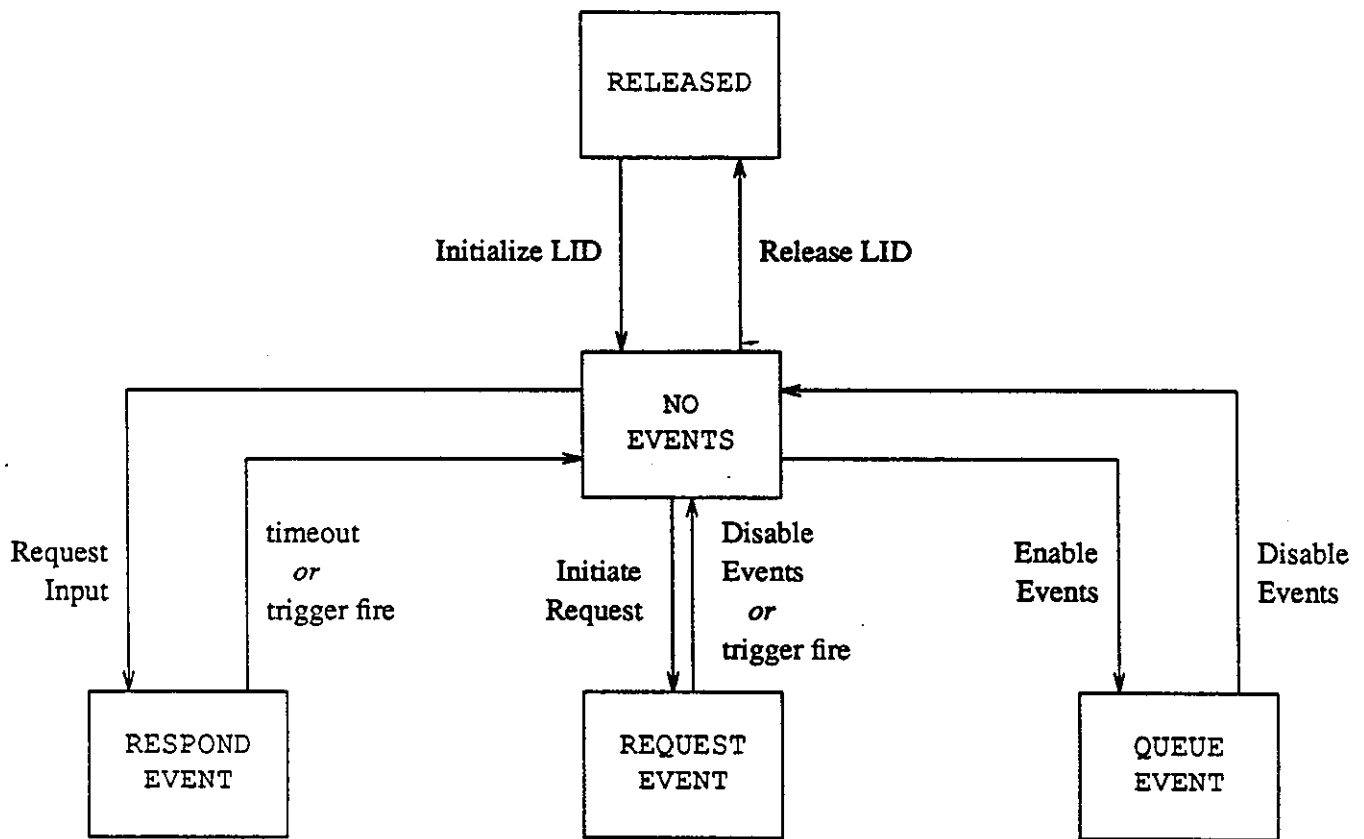 RELEASED
Initialize LID
Release LID
NO
EVENTS
Request
Input
timeout
or
trigger fire
Initiate
Request
Disable
Events
or
trigger fire
Enable
Events
Disable
Events
RESPOND
EVENT
REQUEST
EVENT
QUEUE
EVENT